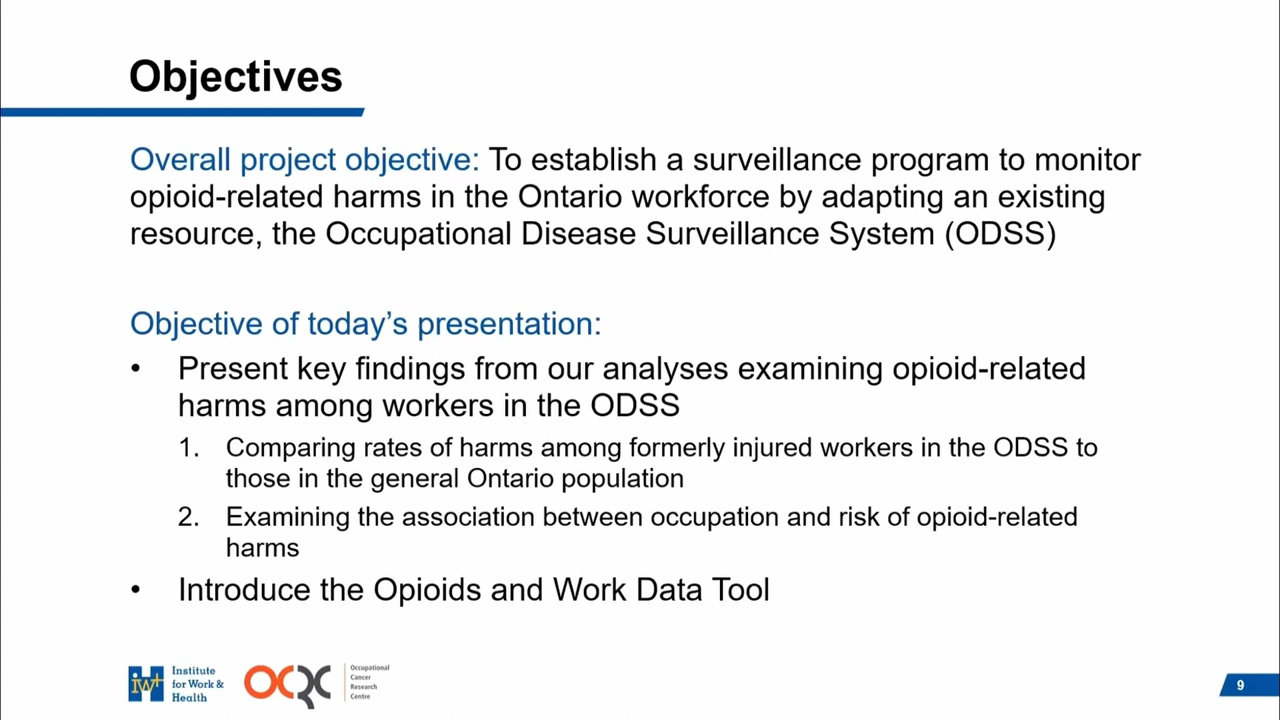 Objectives
Overall project objective: To establish a surveillance program to monitor
opioid-related harms in the Ontario workforce by adapting an existing
resource, the Occupational Disease Surveillance System (ODSS)
Objective of today's presentation:
• Present key findings from our analyses examining opioid-related
harms among workers in the ODSS
1. Comparing rates of harms among formerly injured workers in the ODSS to
those in the general Ontario population
2. Examining the association between occupation and risk of opioid-related
harms
• Introduce the Opioids and Work Data Tool
iw+
Institute
for Work &
Health
OCRC
Occupational
Cancer
Research
Centre
9